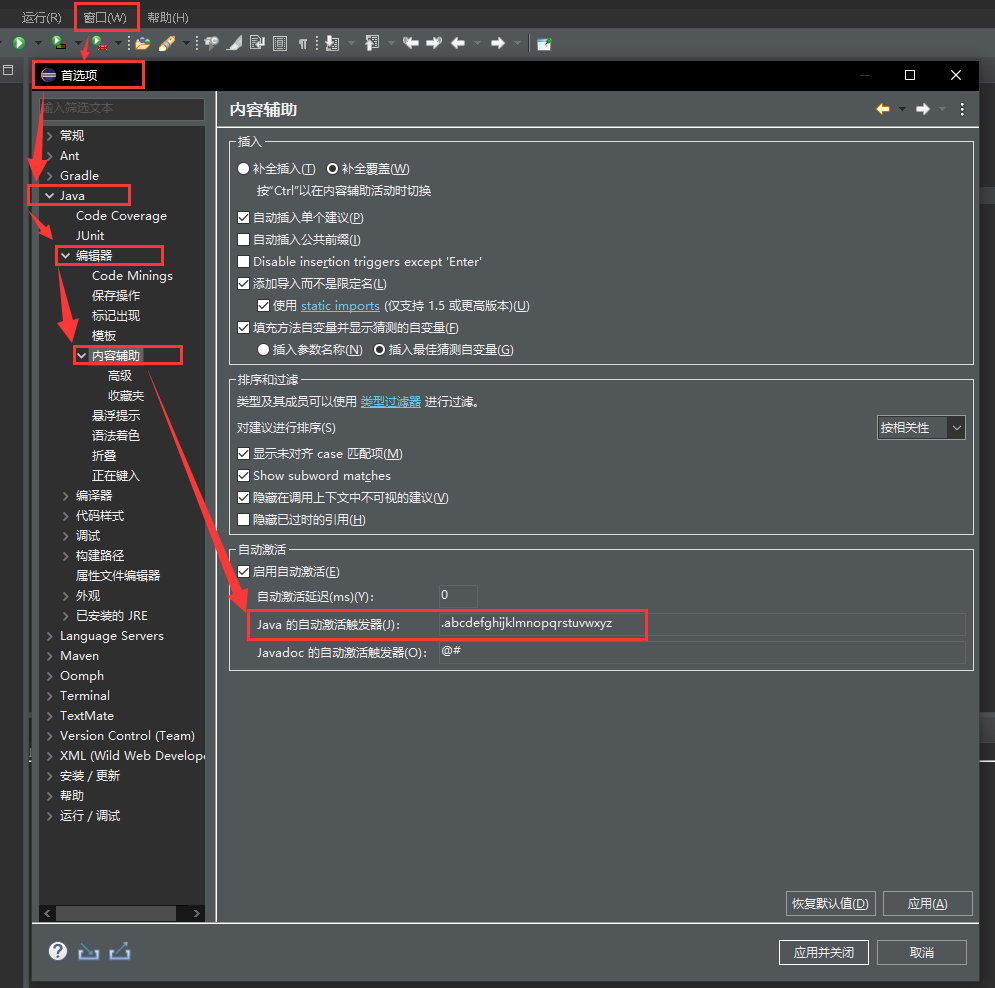 运行(R) 窗口(W) 帮助(H)
首选项
输入筛选文本
常规
Ant
Gradle
Java
Code Coverage
JUnit
编辑器
Code Minings
保存操作
标记出现
模板
内容辅助
高级
收藏夹
悬浮提示
语法着色
折叠
正在键入
编译器
代码样式
调试
构建路径
属性文件编辑器
外观
已安装的 JRE
Language Servers
Maven
Oomph
Terminal
TextMate
Version Control (Team)
XML (Wild Web Develope
安装 / 更新
帮助
运行 / 调试
内容辅助
插入
补全插入(T) 补全覆盖(W)
按“Ctrl”以在内容辅助活动时切换
自动插入单个建议(P)
自动插入公共前缀(I)
Disable insertion triggers except 'Enter'
添加导入而不是限定名(L)
使用 static imports (仅支持 1.5 或更高版本)(U)
填充方法自变量并显示猜测的自变量(F)
插入参数名称(N) 插入最佳猜测自变量(G)
排序和过滤
类型及其成员可以使用 类型过滤器 进行过滤。
对建议进行排序(S) 按相关性
显示未对齐 case 匹配项(M)
Show subword matches
隐藏在调用上下文中不可视的建议(V)
隐藏已过时的引用(H)
自动激活
启用自动激活(E)
自动激活延迟(ms)(Y): 0
Java 的自动激活触发器(J): .abcdefghijklmnopqrstuvwxyz
Javadoc 的自动激活触发器(O): @#
恢复默认值(D) 应用(A)
应用并关闭 取消